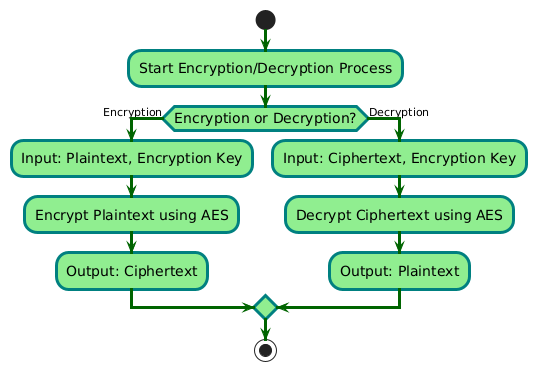 Start Encryption/Decryption Process
Encryption
Encryption or Decryption?
Decryption
Input: Plaintext, Encryption Key
Input: Ciphertext, Encryption Key
Encrypt Plaintext using AES
Decrypt Ciphertext using AES
Output: Ciphertext
Output: Plaintext